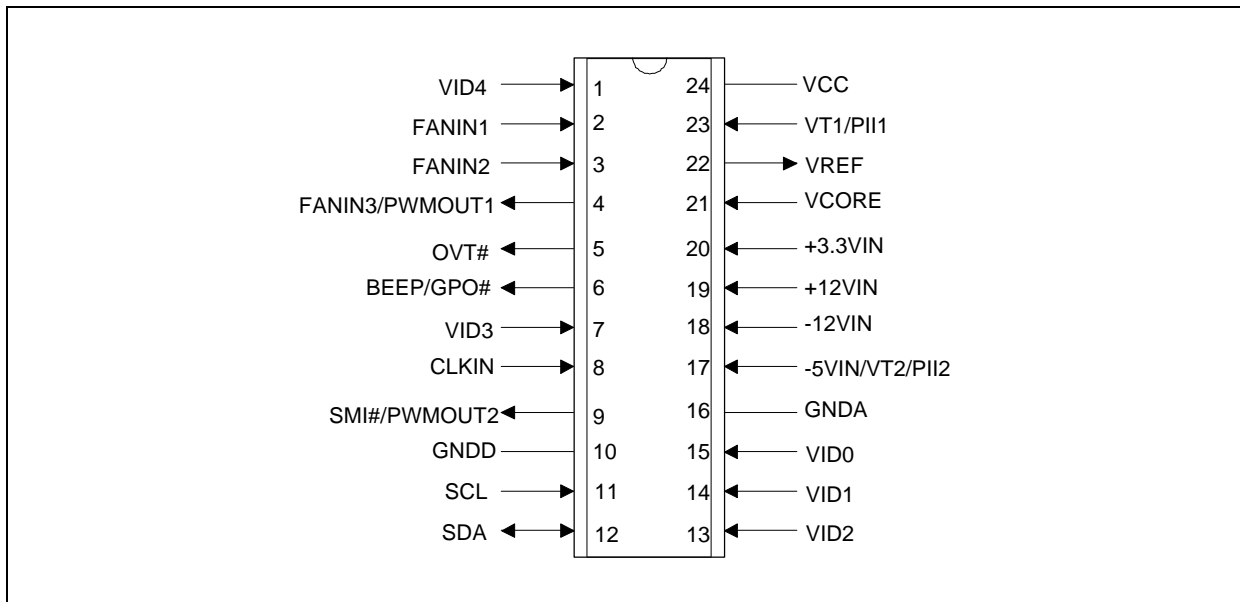 VID4 1 24 VCC
FANIN1 2 23 VT1/PII1
FANIN2 3 22 VREF
FANIN3/PWMOUT1 4 21 VCORE
OVT# 5 20 +3.3VIN
BEEP/GPO# 6 19 +12VIN
VID3 7 18 -12VIN
CLKIN 8 17 -5VIN/VT2/PII2
SMI#/PWMOUT2 9 16 GNDA
GNDD 10 15 VID0
SCL 11 14 VID1
SDA 12 13 VID2